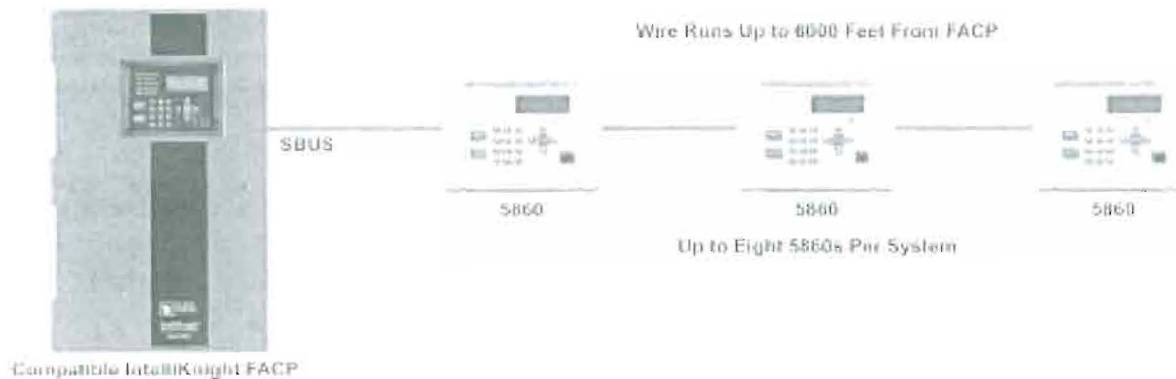 Wire Runs Up to 6000 Feet From FACP
SBUS
5860
5860
5860
Up to Eight 5860s Per System
Compatible IntelliKnight FACP